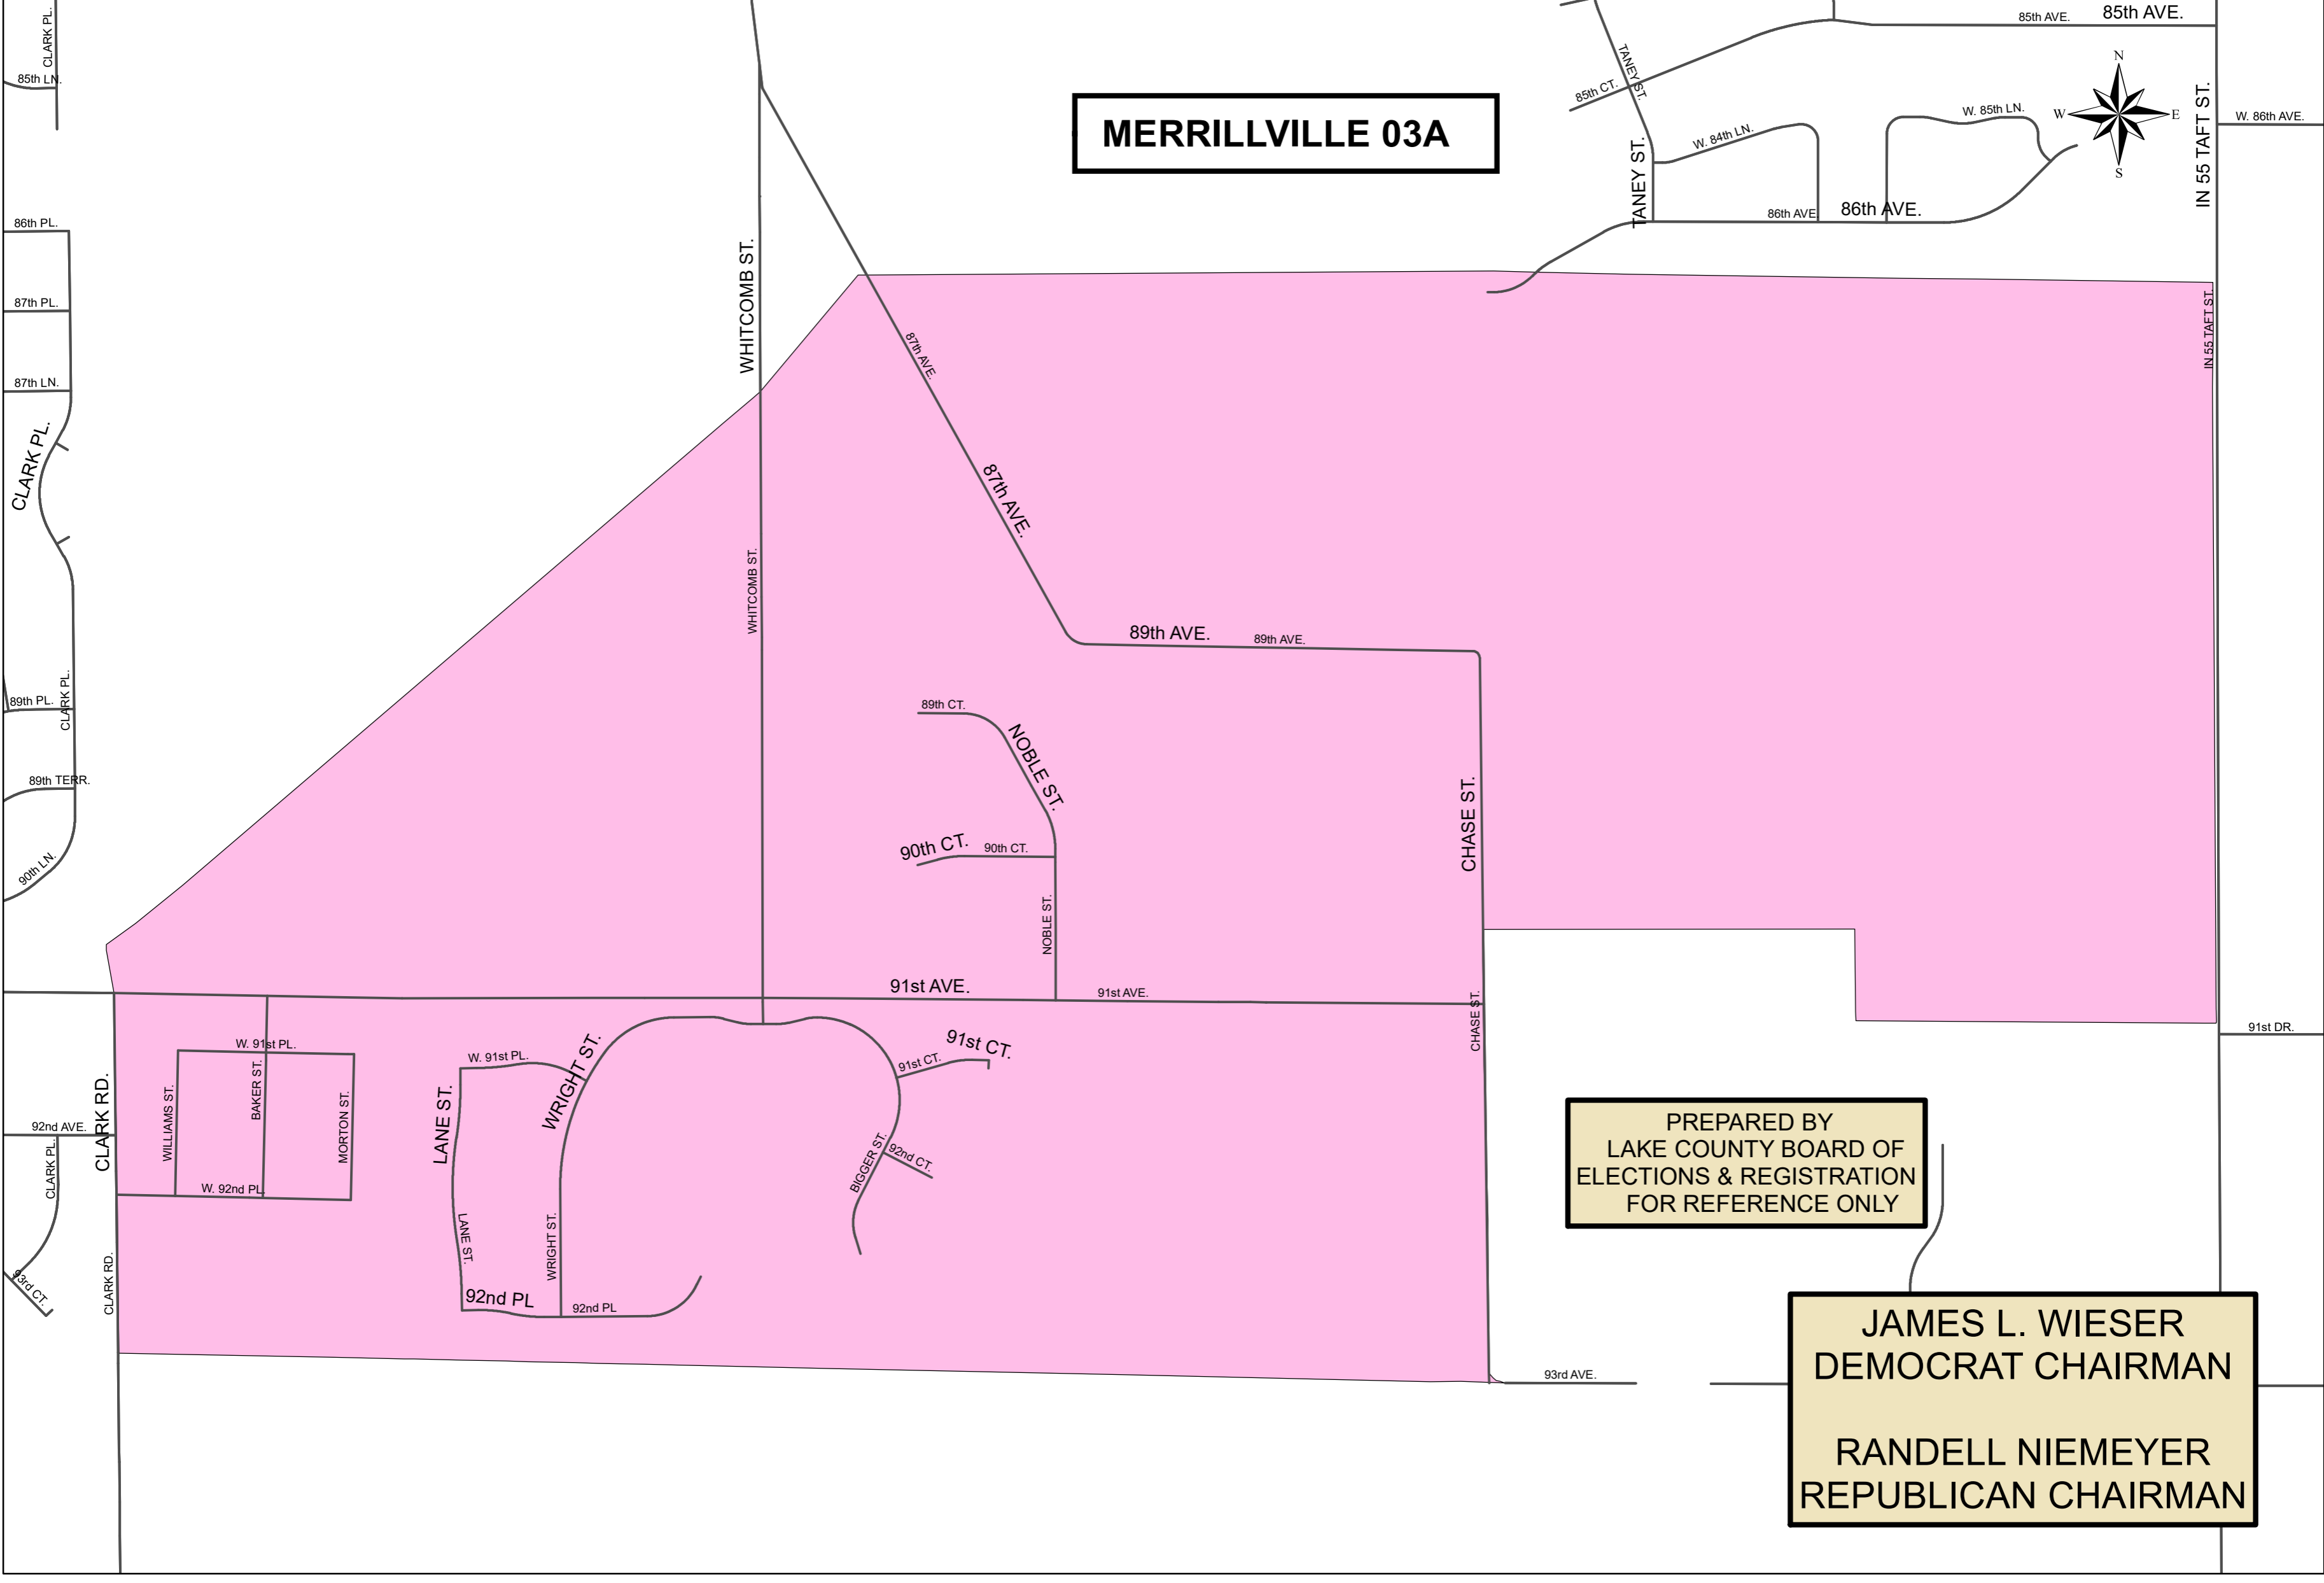 CLARK PL.
85th LN.
85th AVE.
85th AVE.
TANEY ST.
85th CT.
N
W
E
S
W. 85th LN.
W. 84th LN.
IN 55 TAFT ST.
W. 86th AVE.
MERRILLVILLE 03A
TANEY ST.
86th AVE
86th AVE.
86th PL.
WHITCOMB ST.
87th PL.
IN 55 TAFT ST.
87th AVE.
87th LN.
CLARK PL.
87th AVE.
WHITCOMB ST.
89th AVE.
89th AVE.
89th PL.
CLARK PL.
89th CT.
NOBLE ST.
89th TERR.
CHASE ST.
90th CT.
90th CT.
90th LN.
NOBLE ST.
91st AVE.
91st AVE.
CHASE ST.
91st DR.
W. 91st PL.
W. 91st PL.
WRIGHT ST.
91st CT.
91st CT.
CLARK RD.
WILLIAMS ST.
BAKER ST.
MORTON ST.
LANE ST.
92nd AVE.
CLARK PL.
BIGGER ST.
92nd CT.
W. 92nd PL.
LANE ST.
WRIGHT ST.
93rd CT.
CLARK RD.
92nd PL
92nd PL
PREPARED BY
LAKE COUNTY BOARD OF
ELECTIONS & REGISTRATION
FOR REFERENCE ONLY
93rd AVE.
JAMES L. WIESER
DEMOCRAT CHAIRMAN
RANDELL NIEMEYER
REPUBLICAN CHAIRMAN